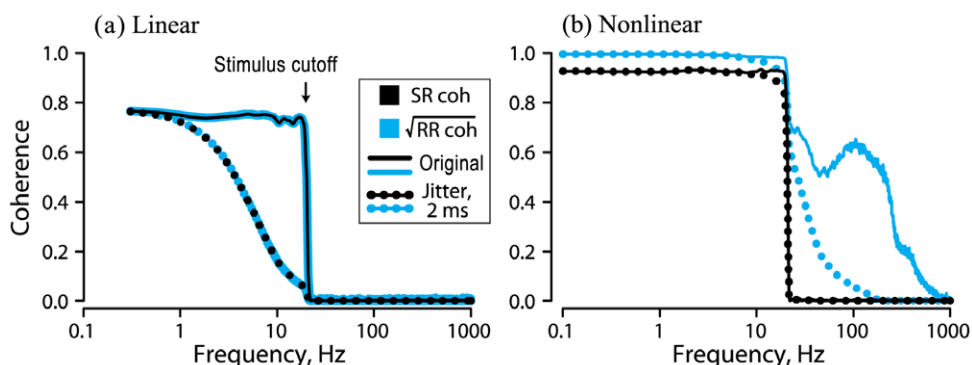 (a) Linear
(b) Nonlinear
Coherence
1.0
0.8
0.6
0.4
0.2
0.0
0.1
1
10
100
1000
Frequency, Hz
Stimulus cutoff
SR coh
√RR coh
Original
Jitter,
2 ms
1.0
0.8
0.6
0.4
0.2
0.0
0.1
1
10
100
1000
Frequency, Hz